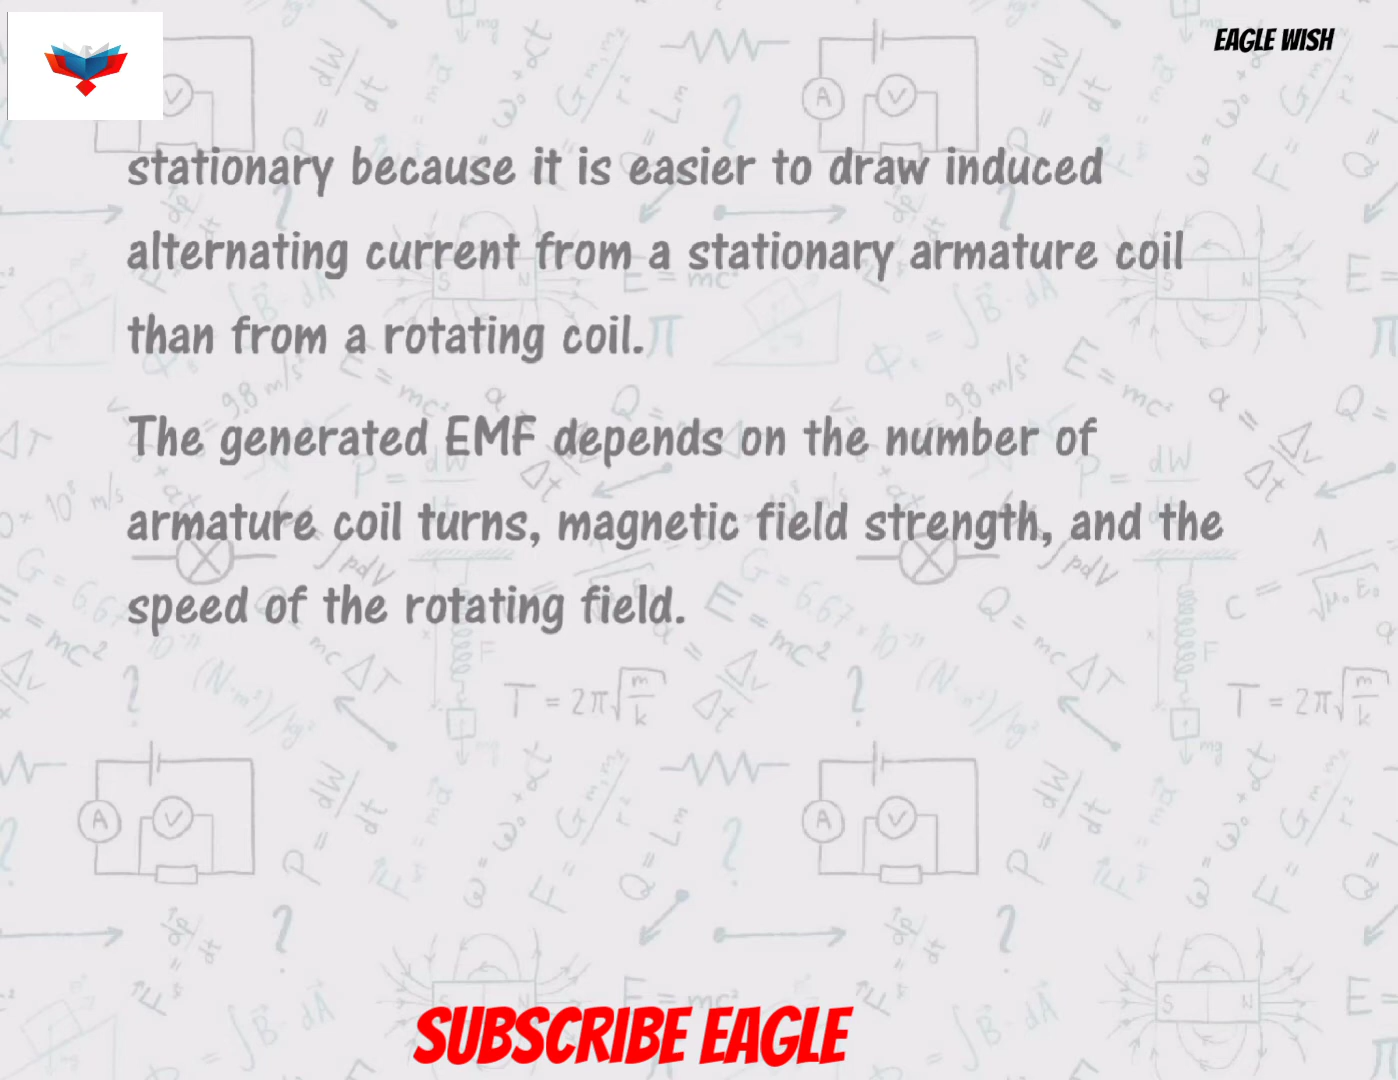 EAGLE WISH
stationary because it is easier to draw induced
alternating current from a stationary armature coil
than from a rotating coil.
The generated EMF depends on the number of
armature coil turns, magnetic field strength, and the
speed of the rotating field.
SUBSCRIBE EAGLE